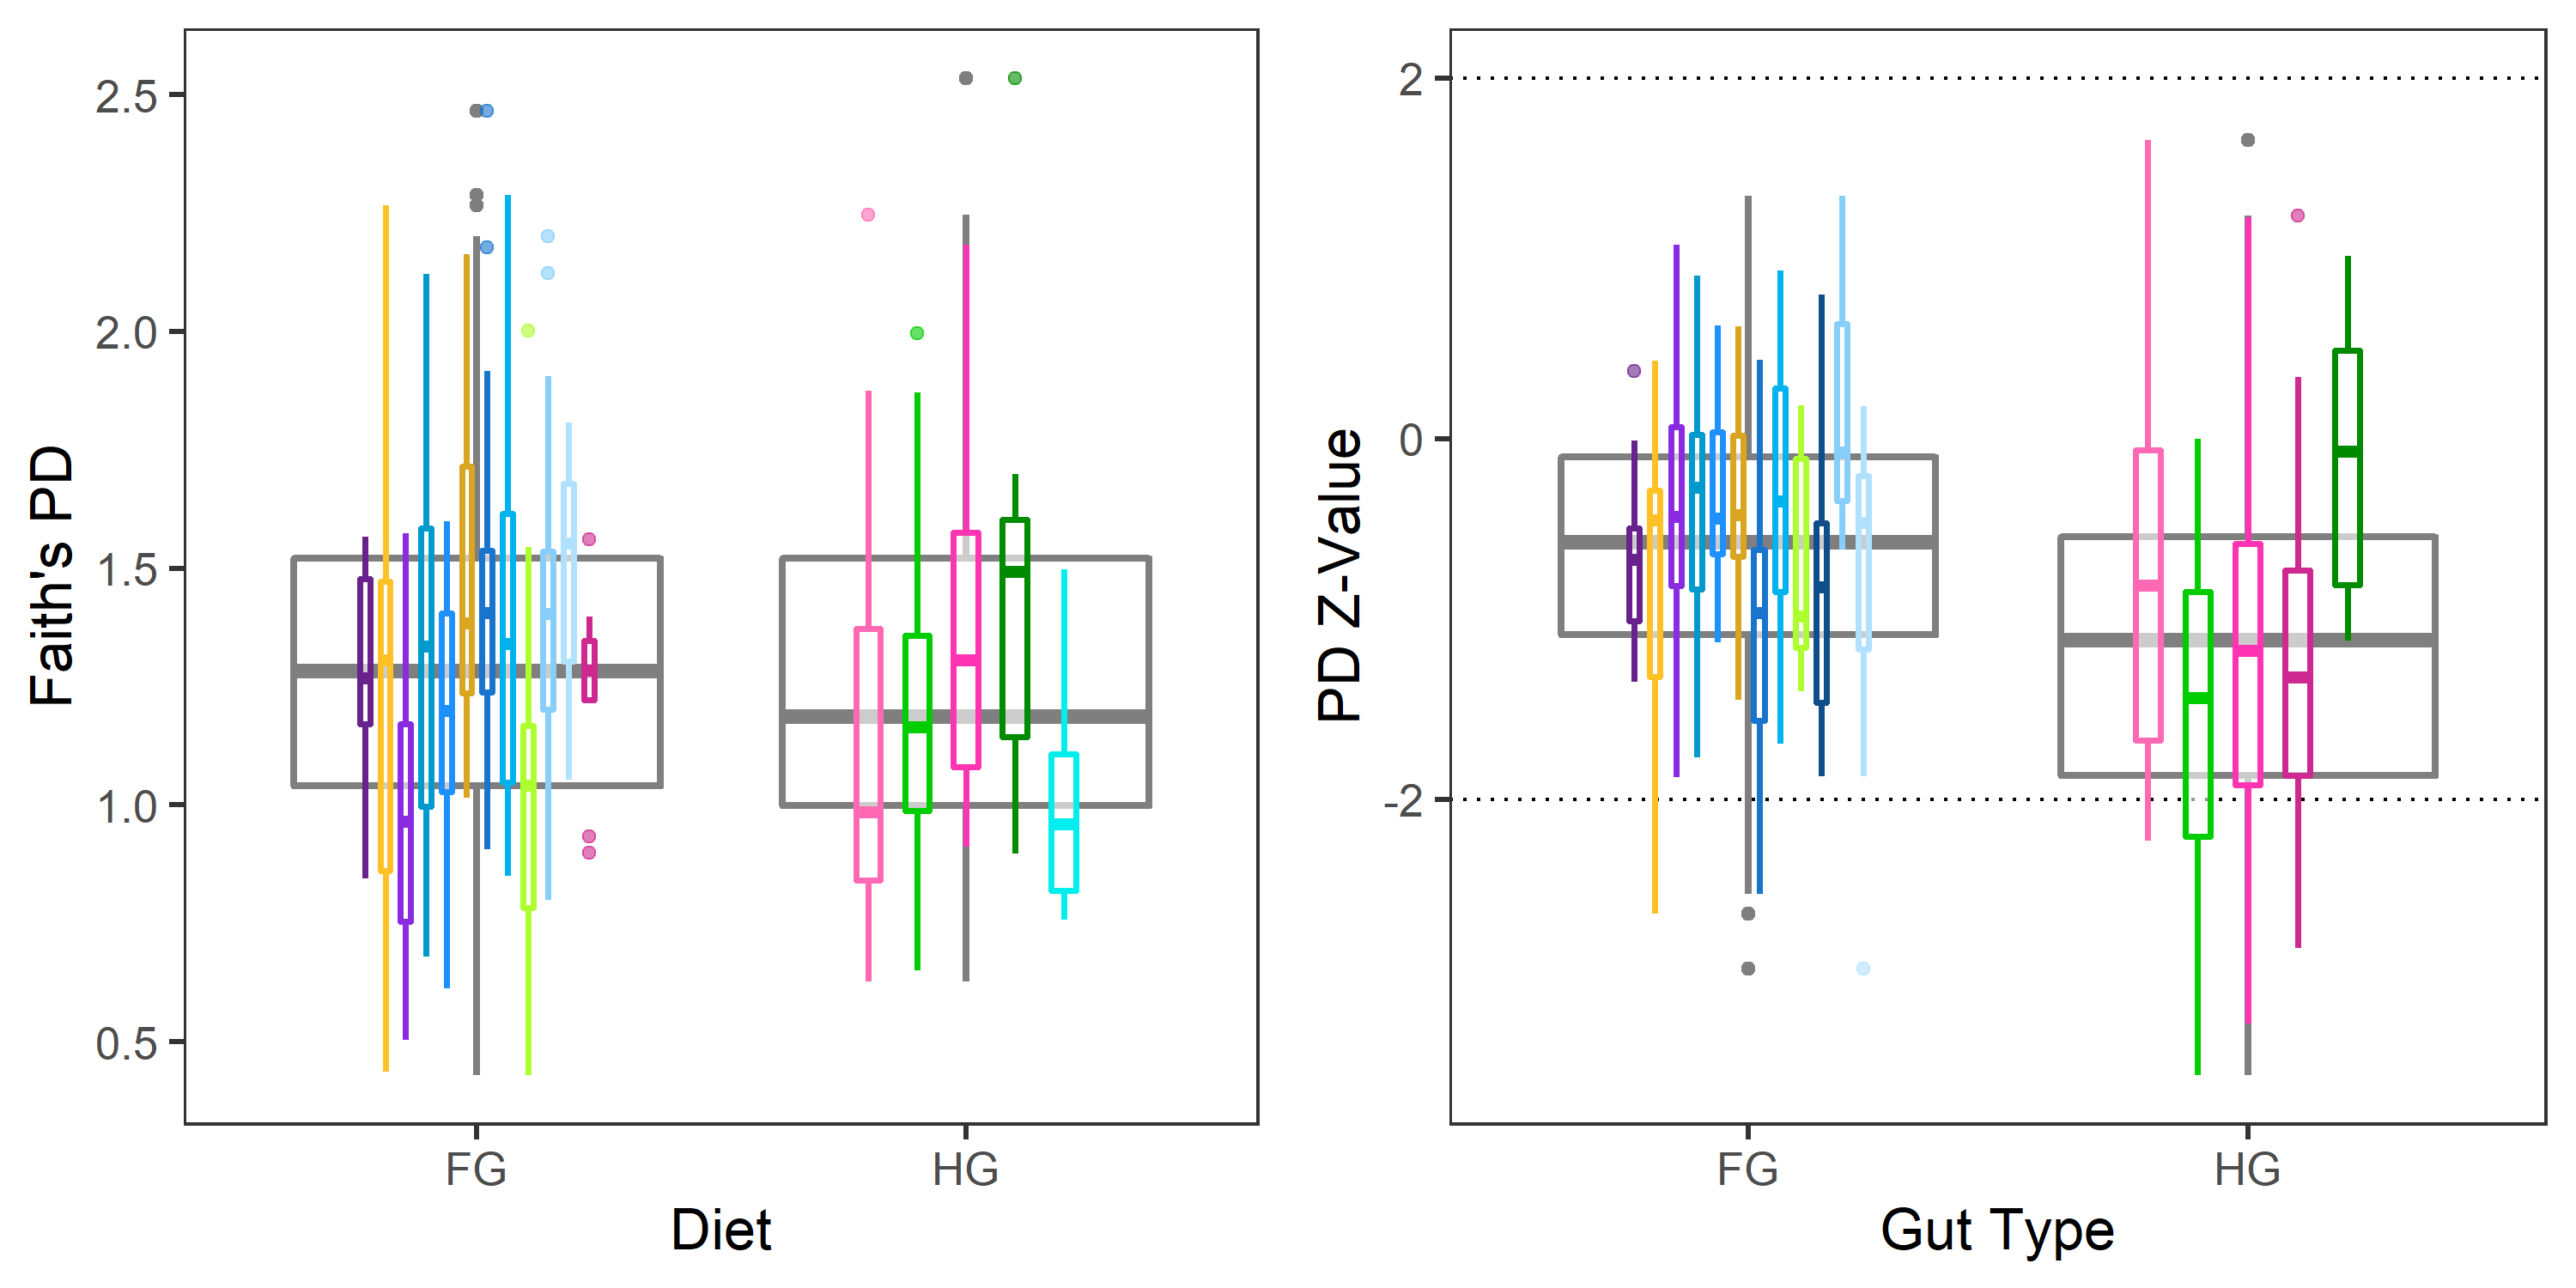 Faith's PD
2.5
2.0
1.5
1.0
0.5
FG
HG
Diet
PD Z-Value
2
0
-2
FG
HG
Gut Type